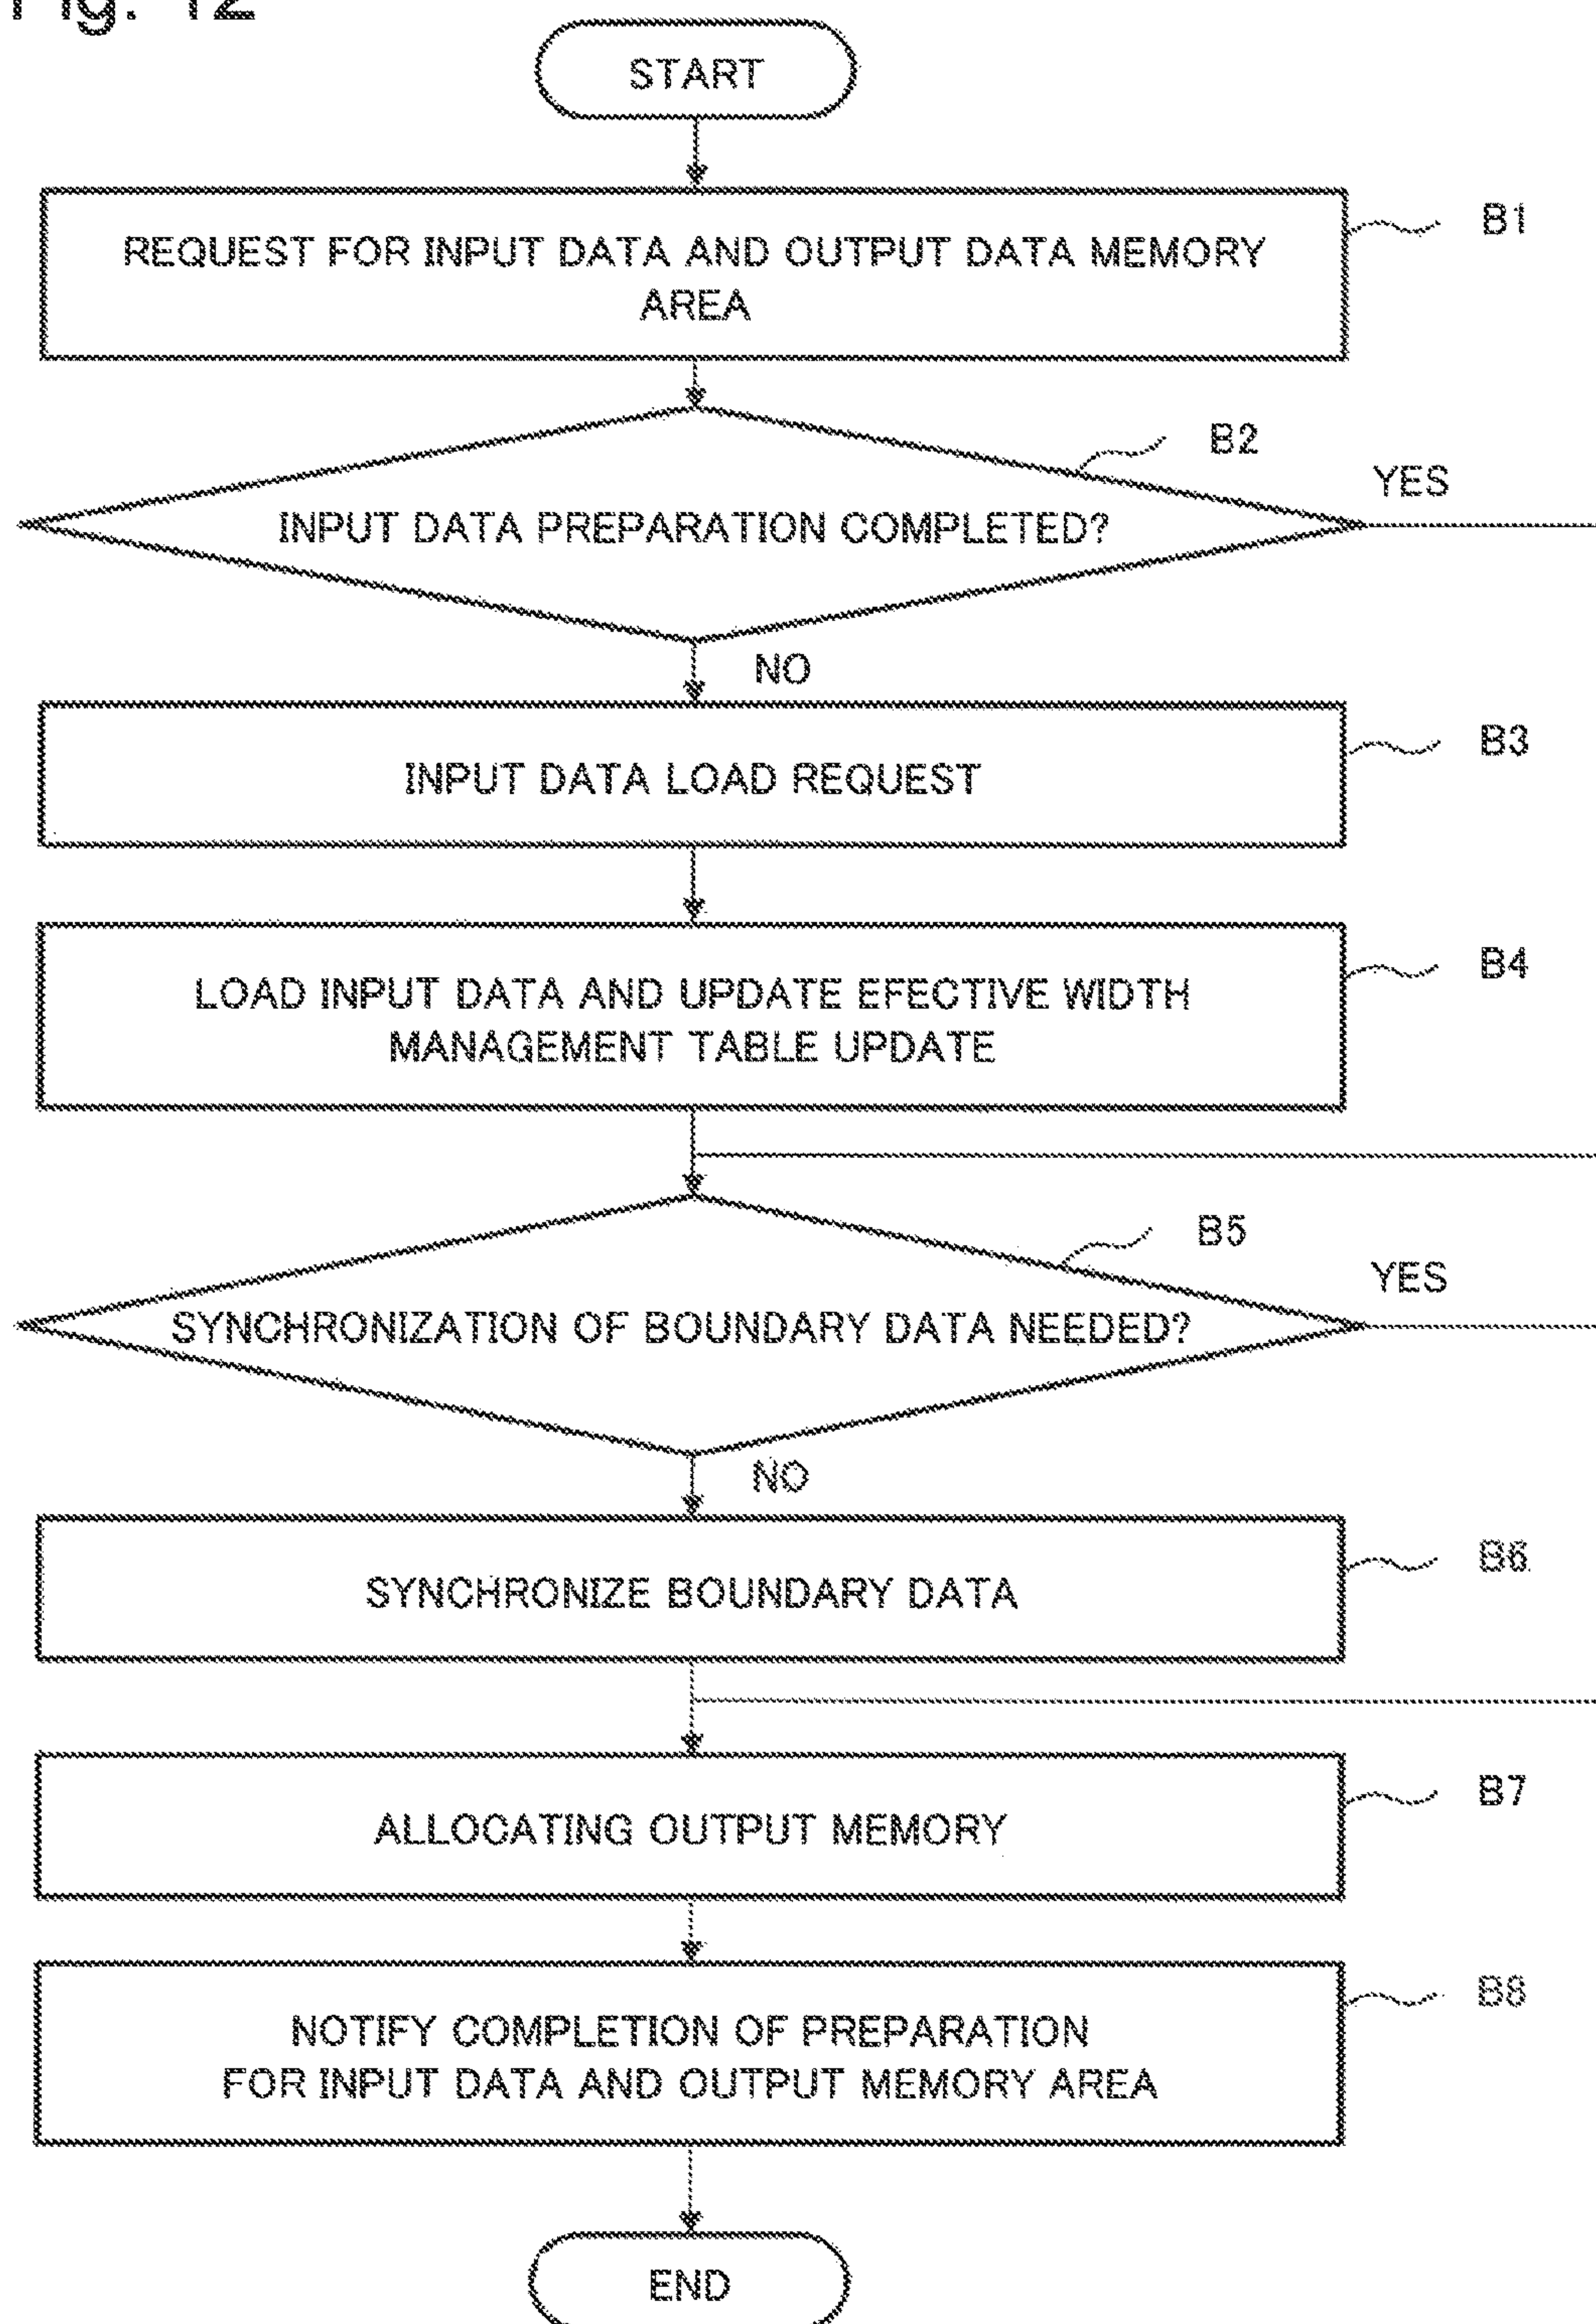 Fig. 12
START
REQUEST FOR INPUT DATA AND OUTPUT DATA MEMORY
AREA
B1
INPUT DATA PREPARATION COMPLETED?
B2
YES
NO
INPUT DATA LOAD REQUEST
B3
LOAD INPUT DATA AND UPDATE EFECTIVE WIDTH
MANAGEMENT TABLE UPDATE
B4
SYNCHRONIZATION OF BOUNDARY DATA NEEDED?
B5
YES
NO
SYNCHRONIZE BOUNDARY DATA
B6
ALLOCATING OUTPUT MEMORY
B7
NOTIFY COMPLETION OF PREPARATION
FOR INPUT DATA AND OUTPUT MEMORY AREA
B8
END